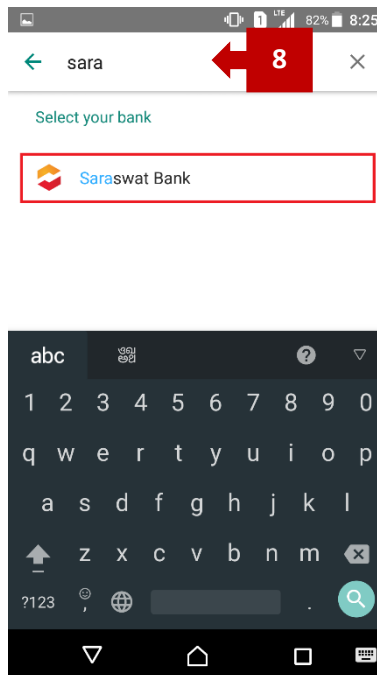 1 LTE 82% 8:25
sara 8
Select your bank
Saraswat Bank
abc
1 2 3 4 5 6 7 8 9 0
q w e r t y u i o p
a s d f g h j k l
z x c v b n m
?123 , .